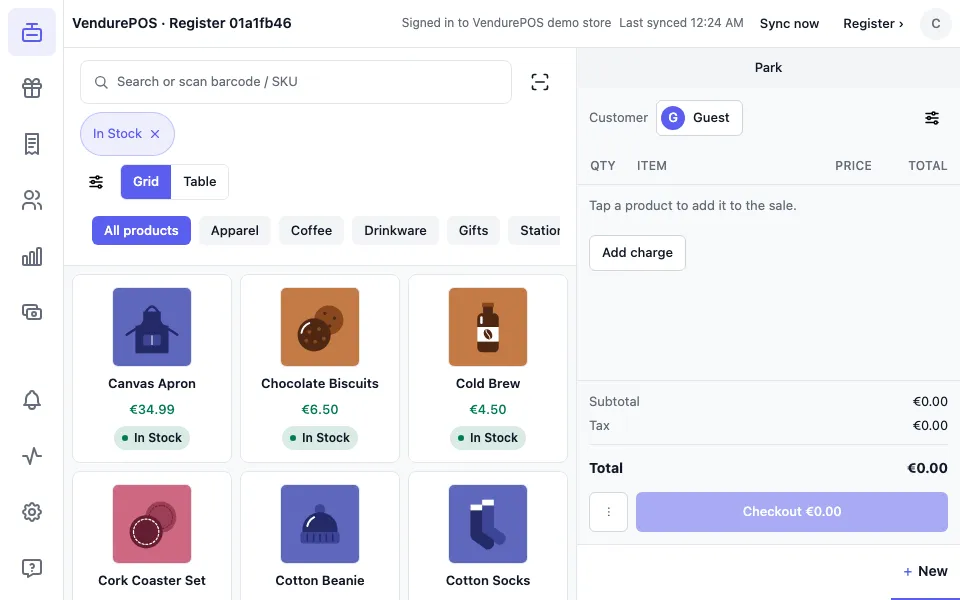 VendurePOS · Register 01a1fb46
Signed in to VendurePOS demo store
Last synced 12:24 AM
Sync now
Register ›
C
Search or scan barcode / SKU
In Stock ×
Grid
Table
All products
Apparel
Coffee
Drinkware
Gifts
Station
Canvas Apron
€34.99
In Stock
Chocolate Biscuits
€6.50
In Stock
Cold Brew
€4.50
In Stock
Cork Coaster Set
Cotton Beanie
Cotton Socks
Park
Customer
G Guest
QTY ITEM PRICE TOTAL
Tap a product to add it to the sale.
Add charge
Subtotal €0.00
Tax €0.00
Total €0.00
Checkout €0.00
+ New